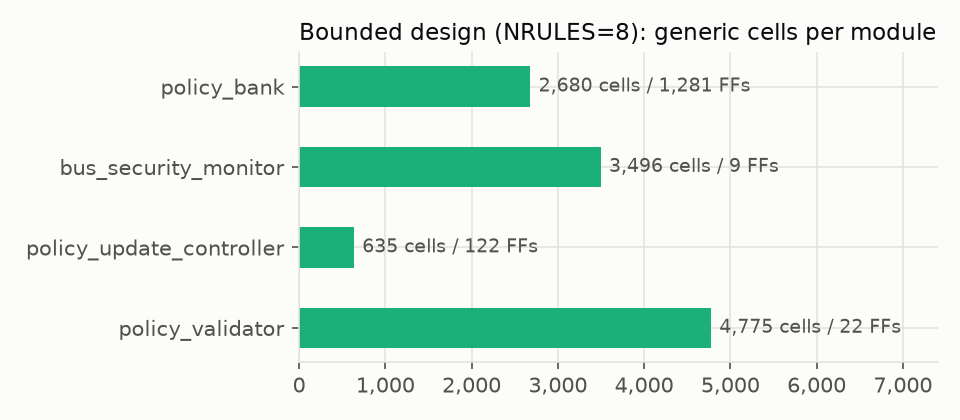 Bounded design (NRULES=8): generic cells per module
policy_bank
2,680 cells / 1,281 FFs
bus_security_monitor
3,496 cells / 9 FFs
policy_update_controller
635 cells / 122 FFs
policy_validator
4,775 cells / 22 FFs
0 1,000 2,000 3,000 4,000 5,000 6,000 7,000